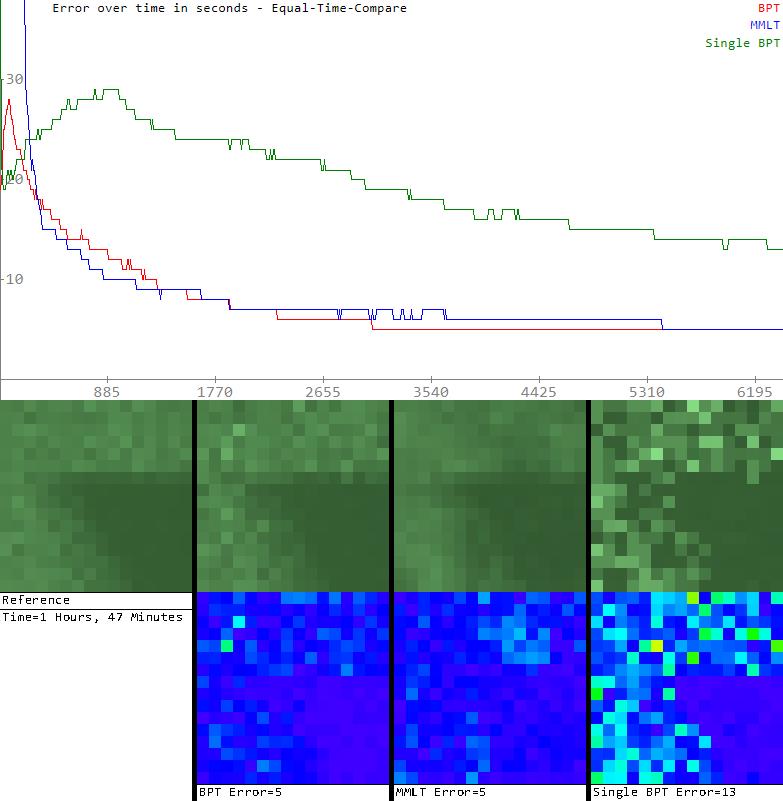 Error over time in seconds - Equal-Time-Compare
BPT
MMLT
Single BPT
30
20
10
885 1770 2655 3540 4425 5310 6195
Reference
Time=1 Hours, 47 Minutes
BPT Error=5 MMLT Error=5 Single BPT Error=13